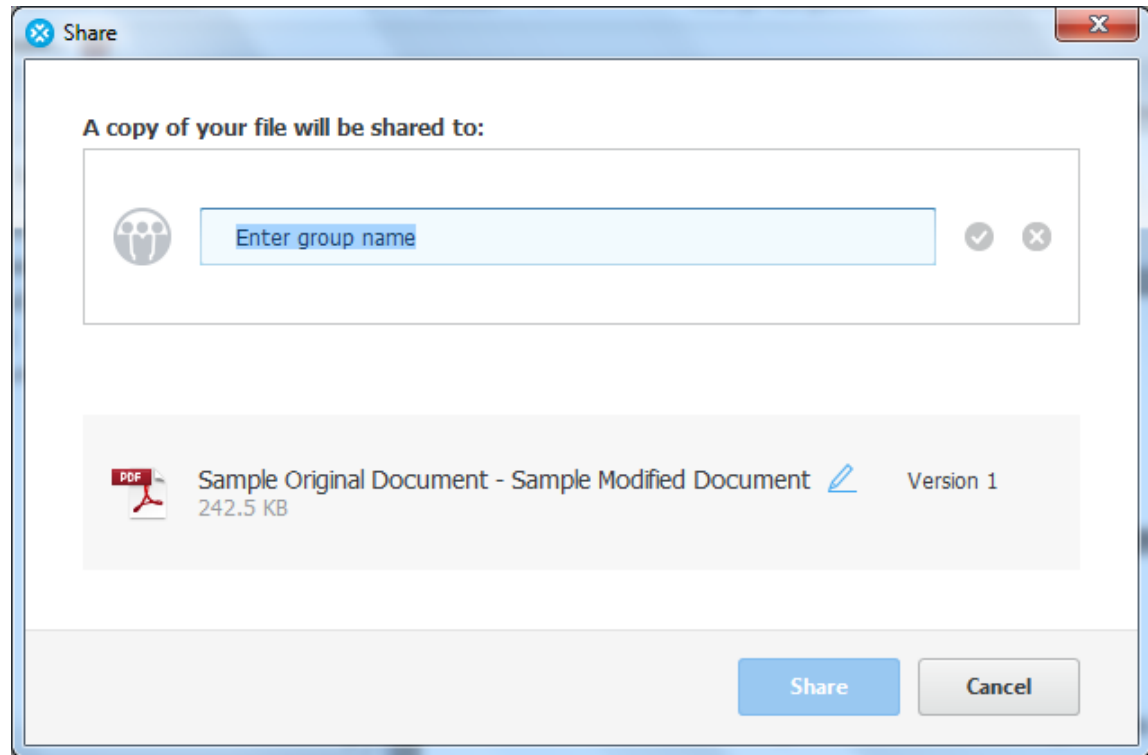 Share
A copy of your file will be shared to:
Enter group name
PDF
Sample Original Document - Sample Modified Document
Version 1
242.5 KB
Share
Cancel